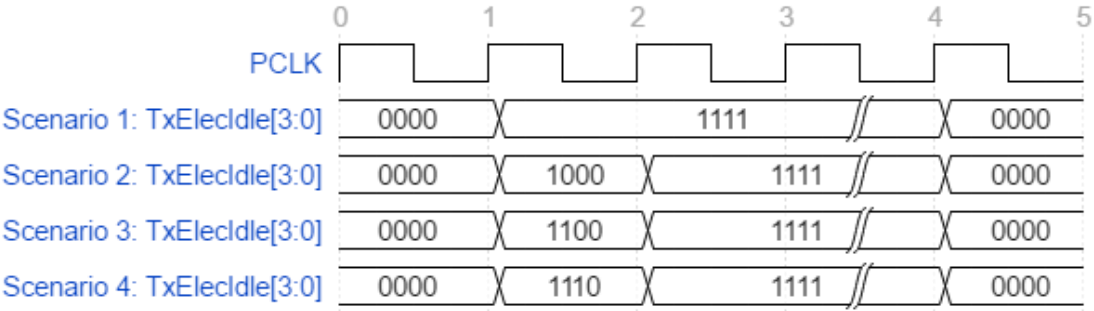 0 1 2 3 4 5
PCLK
Scenario 1: TxElecIdle[3:0] 0000 1111 0000
Scenario 2: TxElecIdle[3:0] 0000 1000 1111 0000
Scenario 3: TxElecIdle[3:0] 0000 1100 1111 0000
Scenario 4: TxElecIdle[3:0] 0000 1110 1111 0000